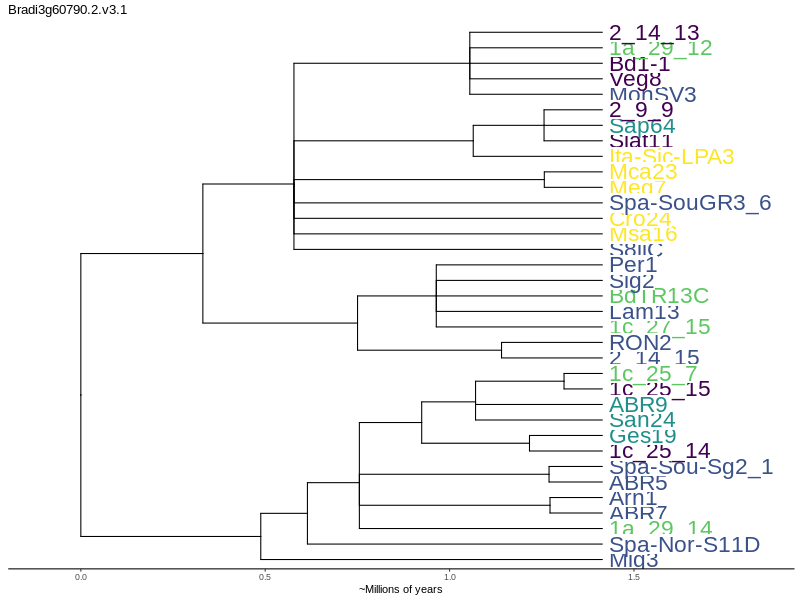 Bradi3g60790.2.v3.1
2_14_13
1a_29_12
Bd1-1
Veg8
MonSV3
2_9_9
Sap64
Siat11
Ita-Sic-LPA3
Mca23
Meg7
Spa-SouGR3_6
Cro24
Msa16
S8iiC
Per1
Sig2
BdTR13C
Lam13
1c_27_15
RON2
2_14_15
1c_25_7
1c_25_15
ABR9
San24
Ges19
1c_25_14
Spa-Sou-Sg2_1
ABR5
Arn1
ABR7
1a_29_14
Spa-Nor-S11D
Mig3
0.0 0.5 1.0 1.5
~Millions of years